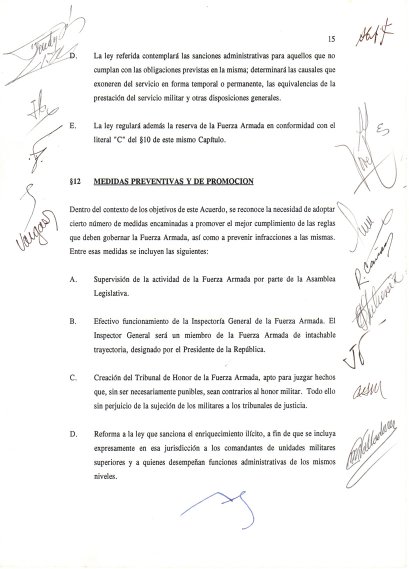 15
D. La ley referida contemplará las sanciones administrativas para aquellos que no
cumplan con las obligaciones previstas en la misma; determinará las causales que
exoneren del servicio en forma temporal o permanente, las equivalencias de la
prestación del servicio militar y otras disposiciones generales.
E. La ley regulará además la reserva de la Fuerza Armada en conformidad con el
literal "C" del §10 de este mismo Capítulo.
§12 MEDIDAS PREVENTIVAS Y DE PROMOCION
Dentro del contexto de los objetivos de este Acuerdo, se reconoce la necesidad de adoptar
cierto número de medidas encaminadas a promover el mejor cumplimiento de las reglas
que deben gobernar la Fuerza Armada, así como a prevenir infracciones a las mismas.
Entre esas medidas se incluyen las siguientes:
A. Supervisión de la actividad de la Fuerza Armada por parte de la Asamblea
Legislativa.
B. Efectivo funcionamiento de la Inspectoría General de la Fuerza Armada. El
Inspector General será un miembro de la Fuerza Armada de intachable
trayectoria, designado por el Presidente de la República.
C. Creación del Tribunal de Honor de la Fuerza Armada, apto para juzgar hechos
que, sin ser necesariamente punibles, sean contrarios al honor militar. Todo ello
sin perjuicio de la sujeción de los militares a los tribunales de justicia.
D. Reforma a la ley que sanciona el enriquecimiento ilícito, a fin de que se incluya
expresamente en esa jurisdicción a los comandantes de unidades militares
superiores y a quienes desempeñan funciones administrativas de los mismos
niveles.
Vargas